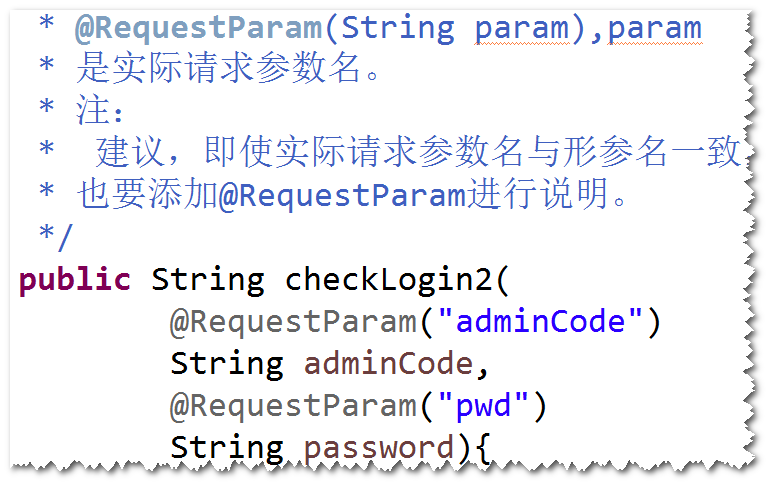 * @RequestParam(String param),param
* 是实际请求参数名。
* 注：
* 建议，即使实际请求参数名与形参名一致，
* 也要添加@RequestParam进行说明。
*/
public String checkLogin2(
@RequestParam("adminCode")
String adminCode,
@RequestParam("pwd")
String password){